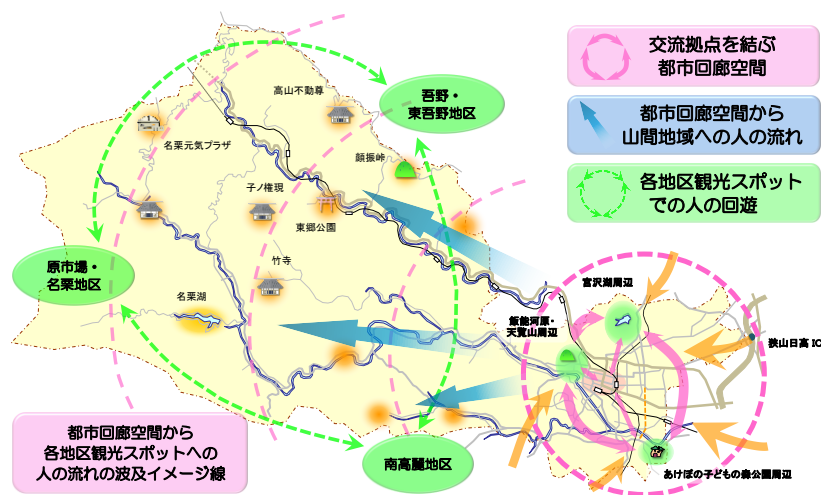 交流拠点を結ぶ
都市回廊空間
都市回廊空間から
山間地域への人の流れ
各地区観光スポット
での人の回遊
吾野・
東吾野地区
高山不動尊
名栗元気プラザ
顔振峠
子ノ権現
東郷公園
竹寺
原市場・
名栗地区
名栗湖
宮沢湖周辺
飯能河原・
天覧山周辺
狭山日高 IC
都市回廊空間から
各地区観光スポットへの
人の流れの波及イメージ線
南高麗地区
あけぼの子どもの森公園周辺